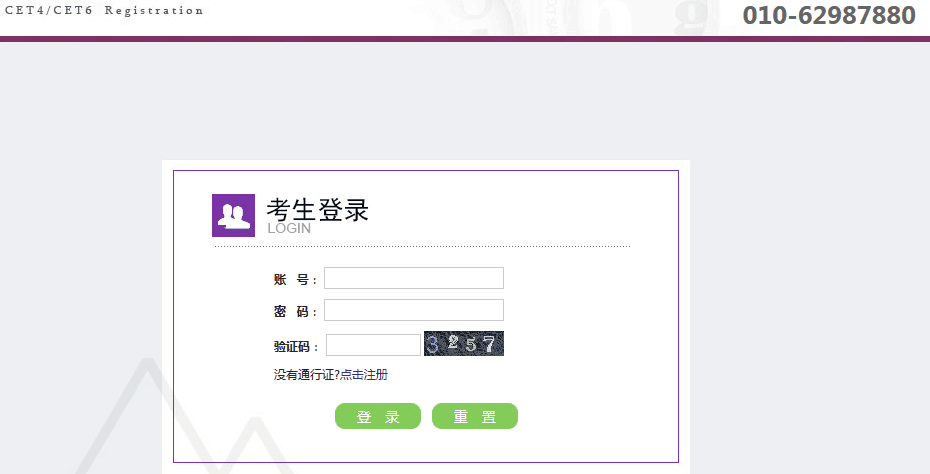 CET4/CET6 Registration
010-62987880
考生登录
LOGIN
账 号：
密 码：
验证码： 3257
没有通行证?点击注册
登 录 重 置